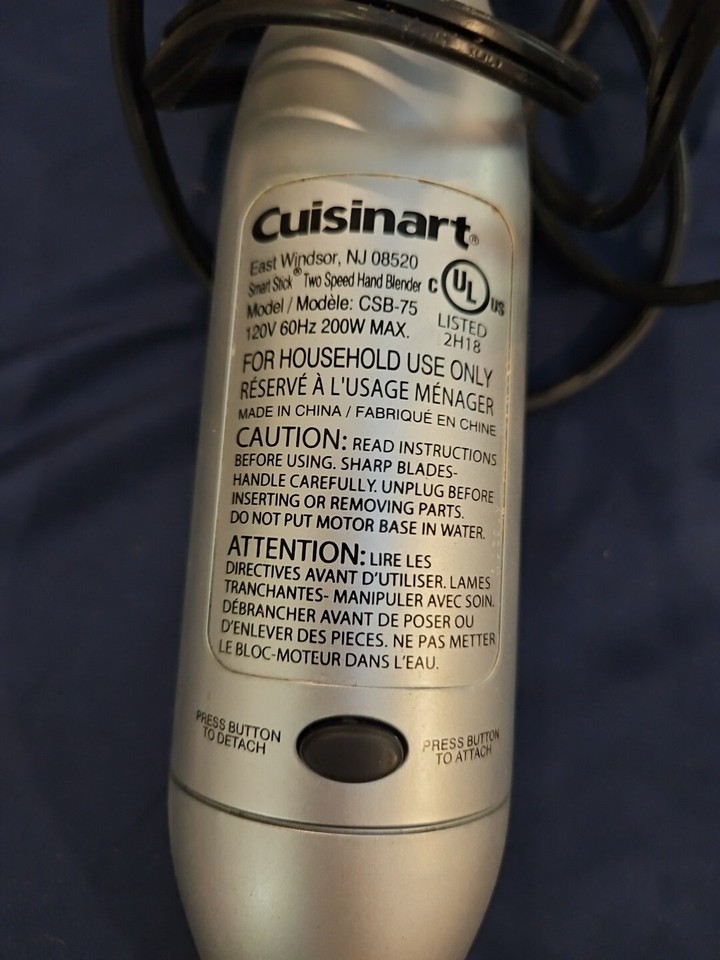 Cuisinart®
East Windsor, NJ 08520
Smart Stick® Two Speed Hand Blender
Model / Modèle: CSB-75
120V 60Hz 200W MAX.
C UL US
LISTED
2H18
FOR HOUSEHOLD USE ONLY
RÉSERVÉ À L'USAGE MÉNAGER
MADE IN CHINA / FABRIQUÉ EN CHINE
CAUTION: READ INSTRUCTIONS
BEFORE USING. SHARP BLADES-
HANDLE CAREFULLY. UNPLUG BEFORE
INSERTING OR REMOVING PARTS.
DO NOT PUT MOTOR BASE IN WATER.
ATTENTION: LIRE LES
DIRECTIVES AVANT D'UTILISER. LAMES
TRANCHANTES- MANIPULER AVEC SOIN.
DÉBRANCHER AVANT DE POSER OU
D'ENLEVER DES PIECES. NE PAS METTER
LE BLOC-MOTEUR DANS L'EAU.
PRESS BUTTON
TO DETACH
PRESS BUTTON
TO ATTACH